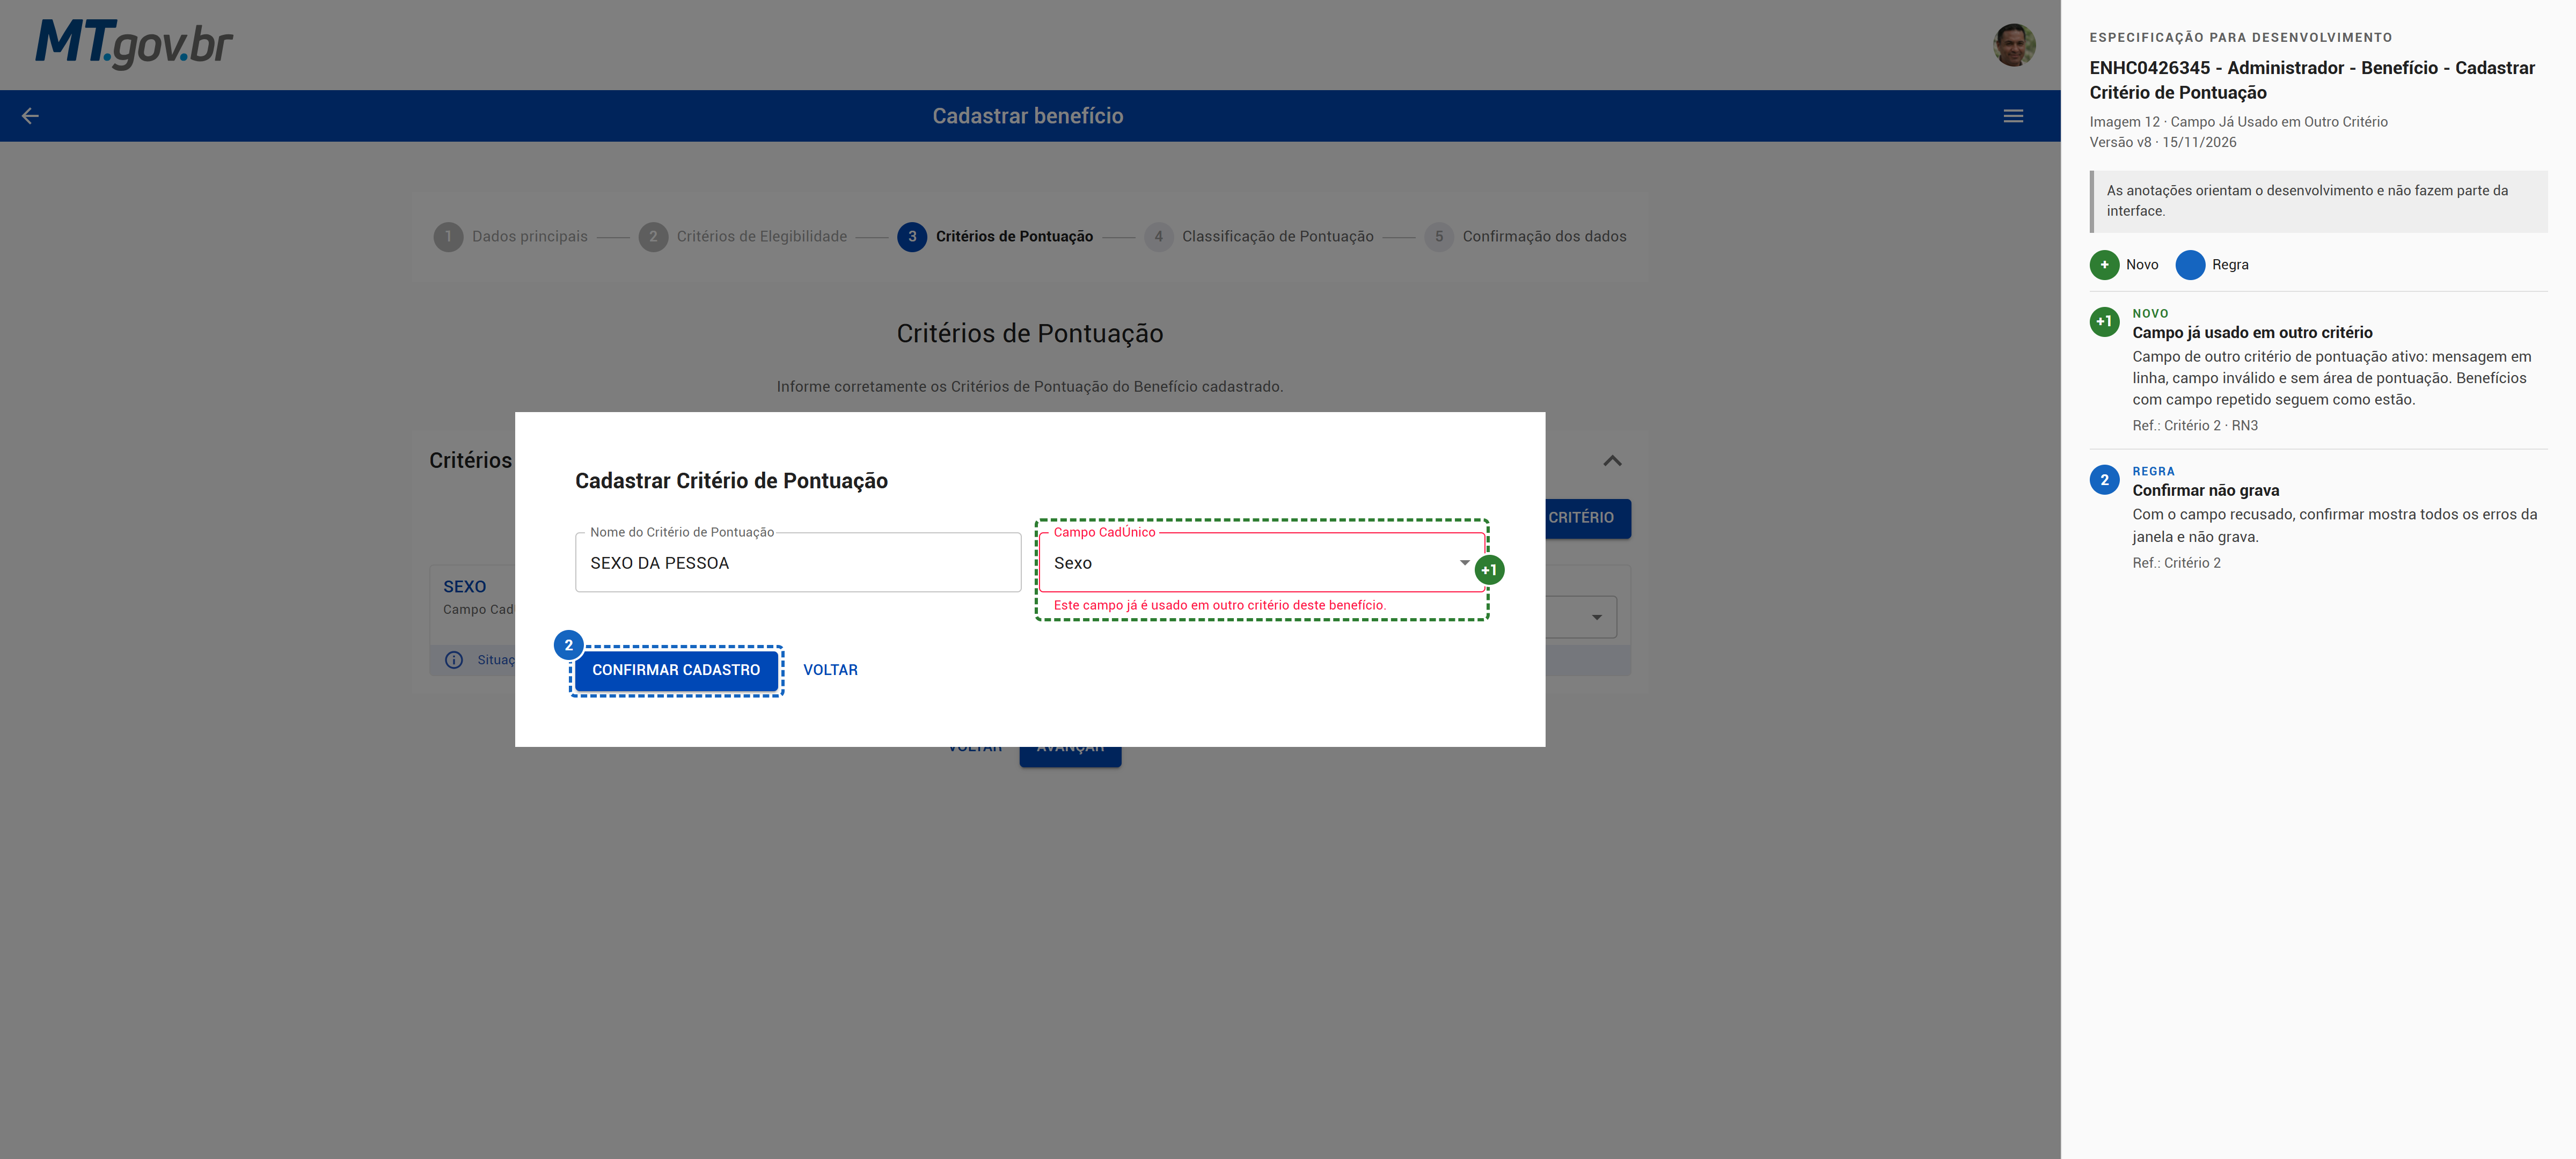 MT.gov.br
Cadastrar benefício
1 Dados principais
2 Critérios de Elegibilidade
3 Critérios de Pontuação
4 Classificação de Pontuação
5 Confirmação dos dados
Critérios de Pontuação
Informe corretamente os Critérios de Pontuação do Benefício cadastrado.
Critérios
CRITÉRIO
SEXO
Campo Cad
Situaç
Cadastrar Critério de Pontuação
Nome do Critério de Pontuação
SEXO DA PESSOA
Campo CadÚnico
Sexo
+1
Este campo já é usado em outro critério deste benefício.
2
CONFIRMAR CADASTRO
VOLTAR
VOLTAR
AVANÇAR
ESPECIFICAÇÃO PARA DESENVOLVIMENTO
ENHC0426345 - Administrador - Benefício - Cadastrar
Critério de Pontuação
Imagem 12 · Campo Já Usado em Outro Critério
Versão v8 · 15/11/2026
As anotações orientam o desenvolvimento e não fazem parte da
interface.
+ Novo
Regra
+1
NOVO
Campo já usado em outro critério
Campo de outro critério de pontuação ativo: mensagem em
linha, campo inválido e sem área de pontuação. Benefícios
com campo repetido seguem como estão.
Ref.: Critério 2 · RN3
2
REGRA
Confirmar não grava
Com o campo recusado, confirmar mostra todos os erros da
janela e não grava.
Ref.: Critério 2